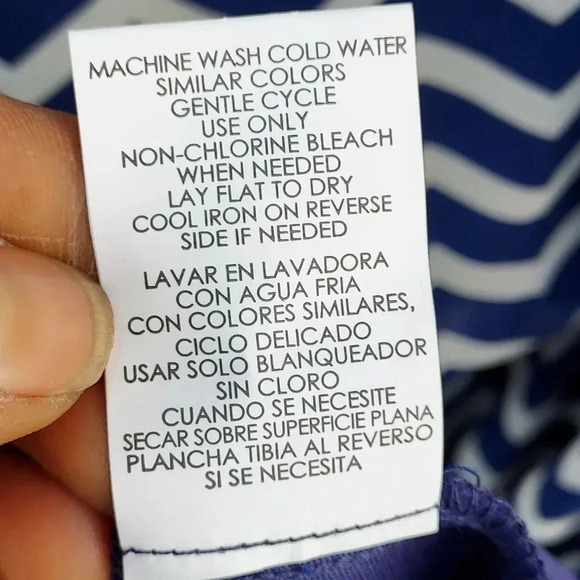 MACHINE WASH COLD WATER
SIMILAR COLORS
GENTLE CYCLE
USE ONLY
NON-CHLORINE BLEACH
WHEN NEEDED
LAY FLAT TO DRY
COOL IRON ON REVERSE
SIDE IF NEEDED
LAVAR EN LAVADORA
CON AGUA FRIA
CON COLORES SIMILARES,
CICLO DELICADO
USAR SOLO BLANQUEADOR
SIN CLORO
CUANDO SE NECESITE
SECAR SOBRE SUPERFICIE PLANA
PLANCHA TIBIA AL REVERSO
SI SE NECESITA